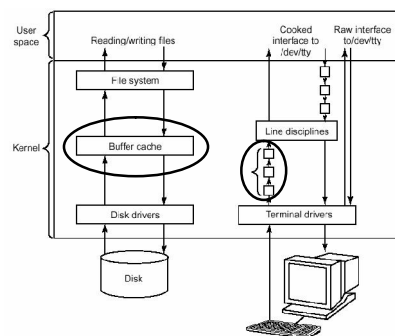 User
space
Reading/writing files
Cooked
interface to
/dev/tty
Raw interface
to/dev/tty
File system
Kernel
Buffer cache
Line disciplines
Disk drivers
Terminal drivers
Disk